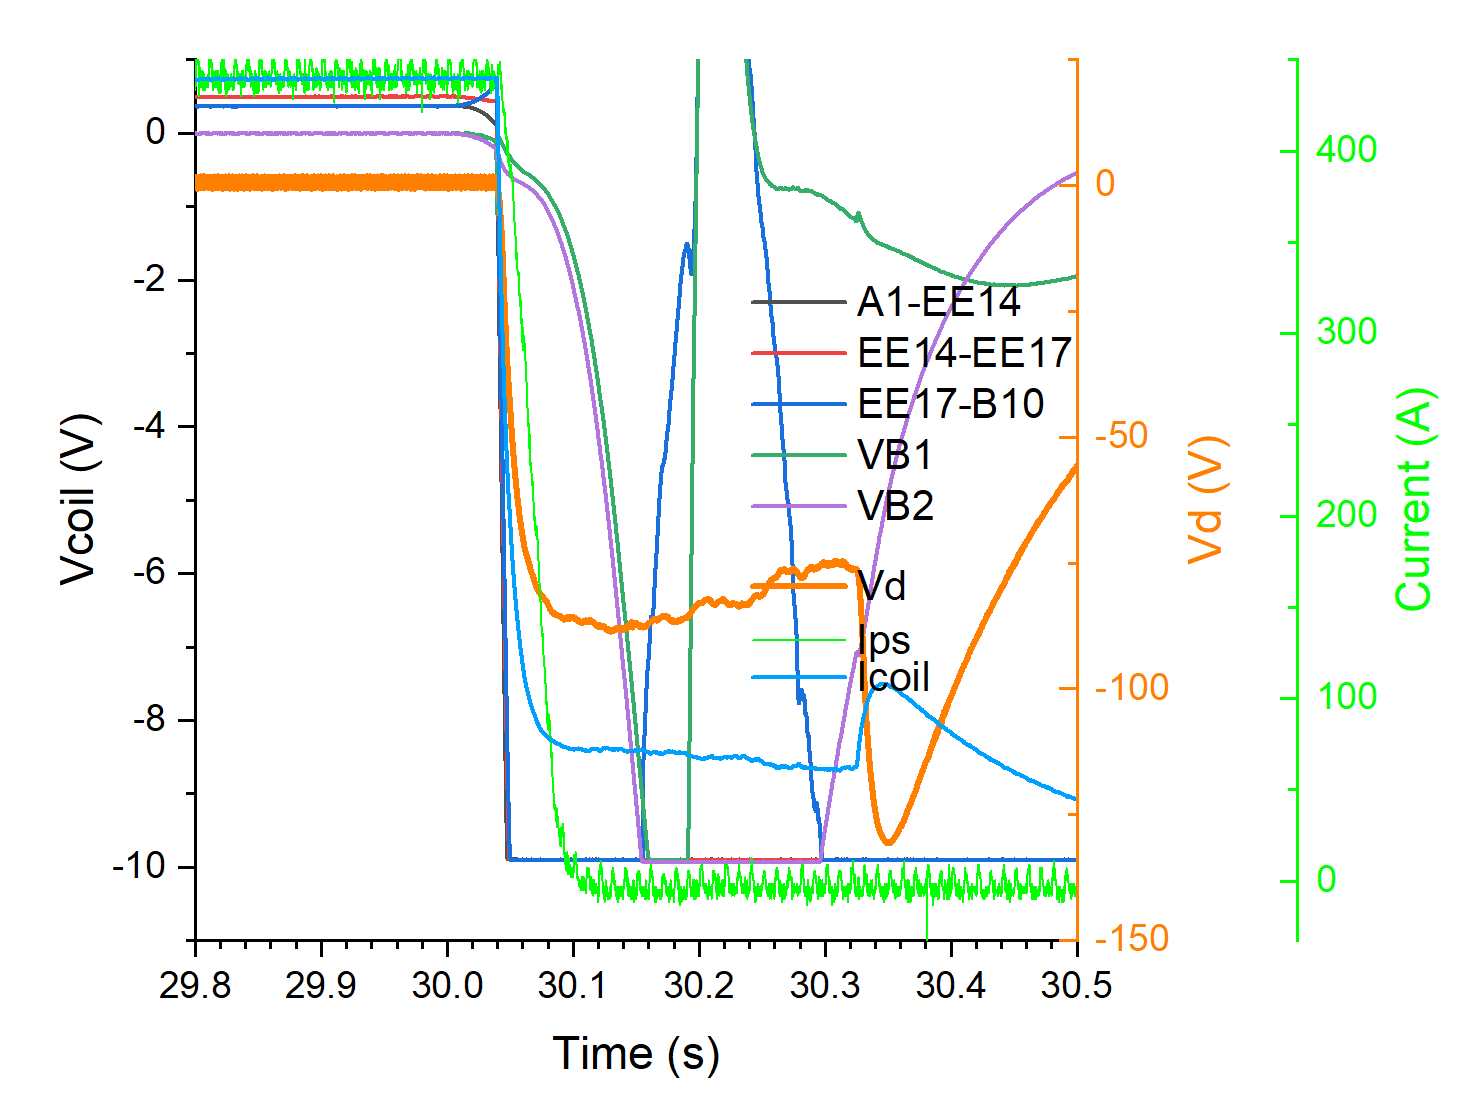 0
-2
-4
-6
-8
-10
Vcoil (V)
29.8
29.9
30.0
30.1
30.2
30.3
30.4
30.5
Time (s)
A1-EE14
EE14-EE17
EE17-B10
VB1
VB2
Vd
Ips
Icoil
0
-50
-100
-150
Vd (V)
400
300
200
100
0
Current (A)